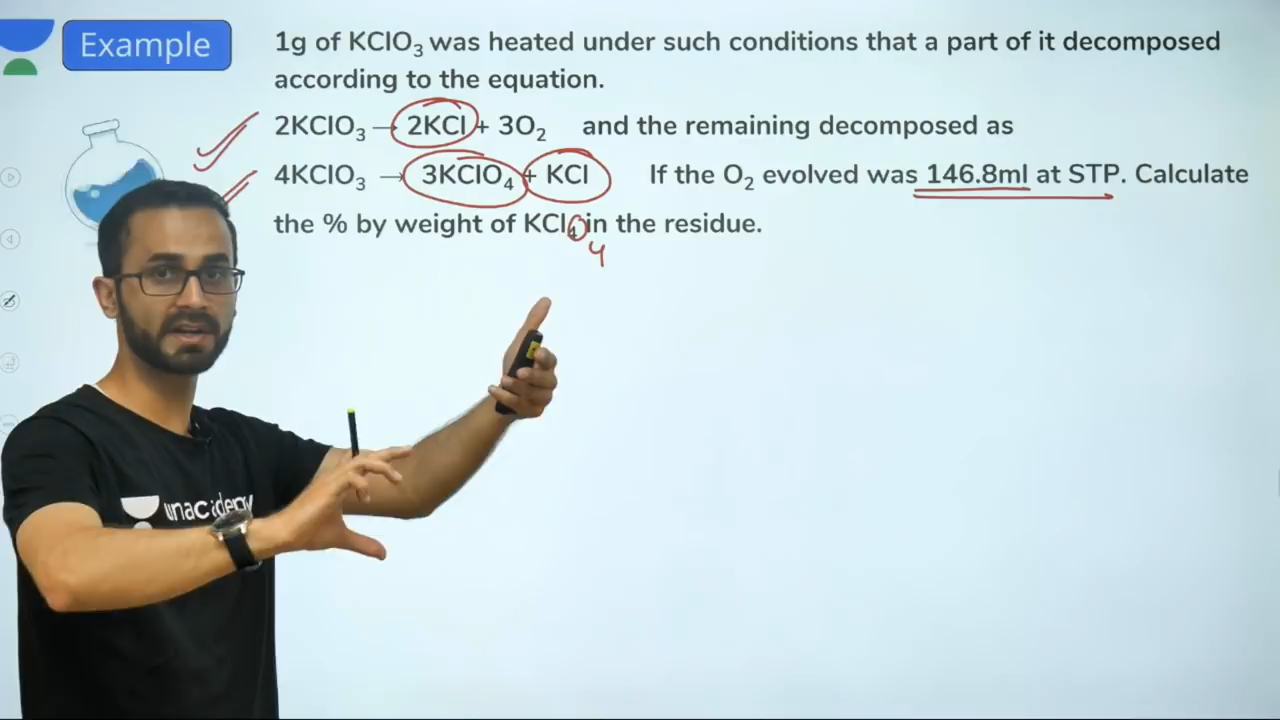 Example
1g of KClO₃ was heated under such conditions that a part of it decomposed
according to the equation.
2KClO₃ → 2KCl + 3O₂ and the remaining decomposed as
4KClO₃ → 3KClO₄ + KCl If the O₂ evolved was 146.8ml at STP. Calculate
the % by weight of KCl₄ in the residue.
O
4
unacademy